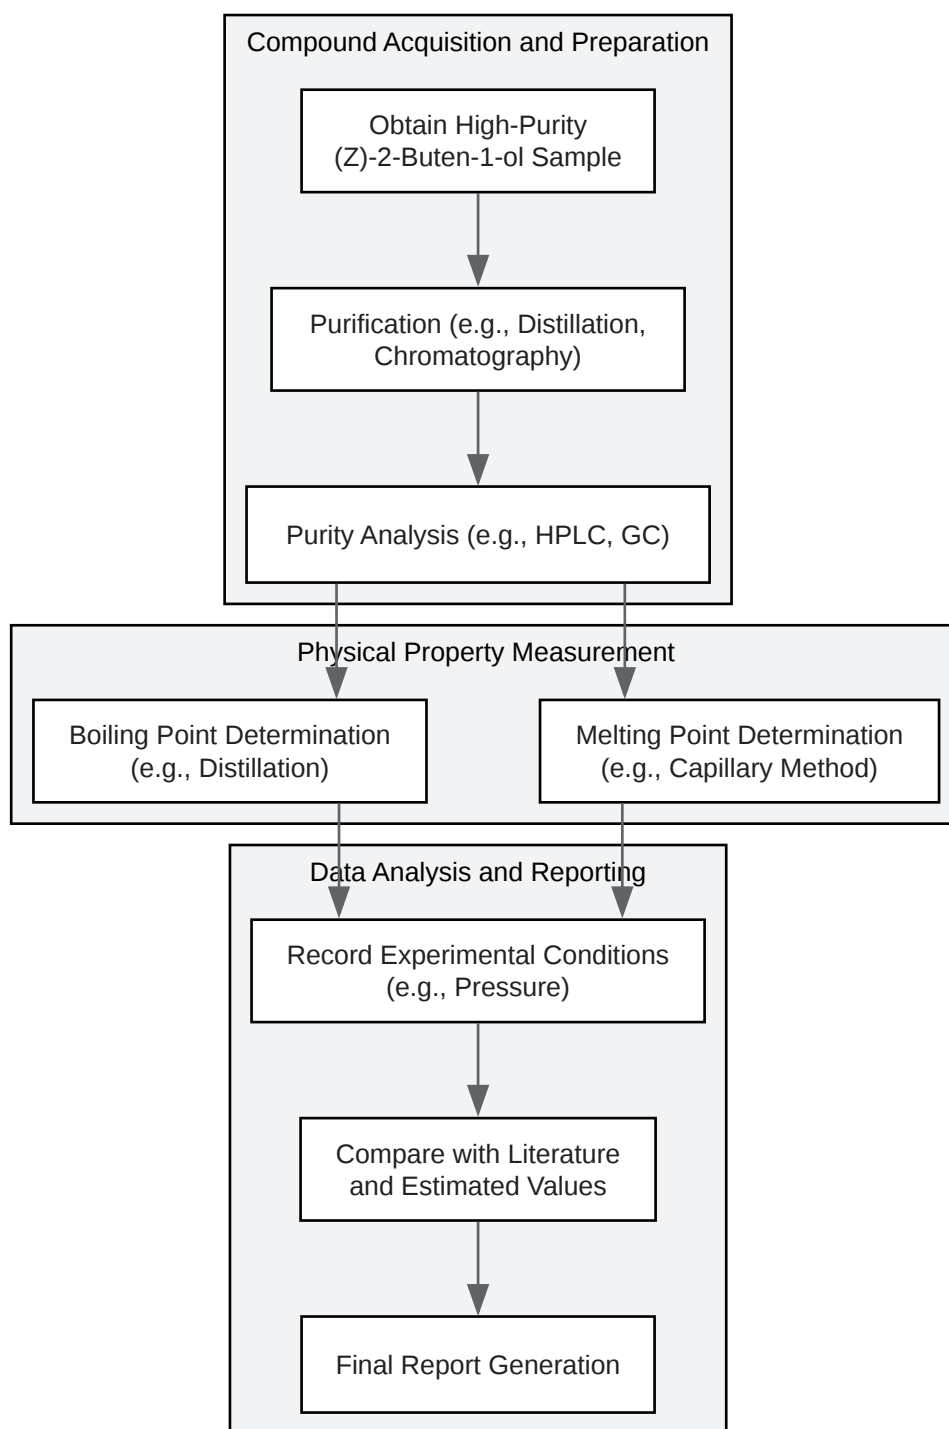 Compound Acquisition and Preparation
Obtain High-Purity
(Z)-2-Buten-1-ol Sample
Purification (e.g., Distillation,
Chromatography)
Purity Analysis (e.g., HPLC, GC)
Physical Property Measurement
Boiling Point Determination
(e.g., Distillation)
Melting Point Determination
(e.g., Capillary Method)
Data Analysis and Reporting
Record Experimental Conditions
(e.g., Pressure)
Compare with Literature
and Estimated Values
Final Report Generation